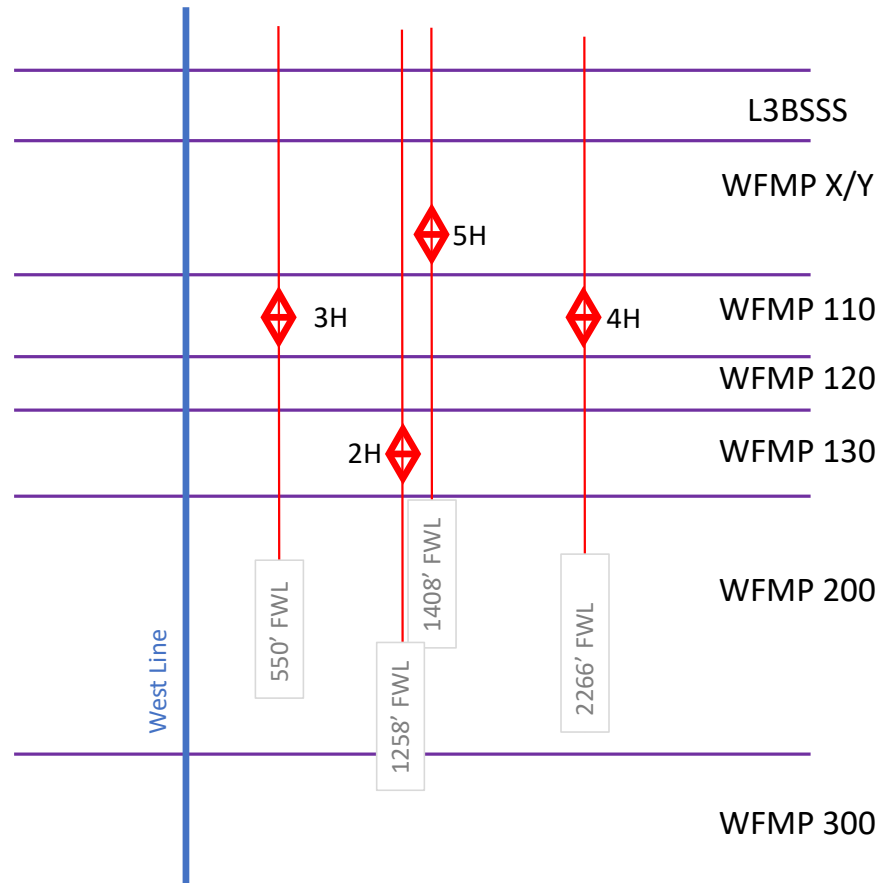 L3BSSS
WFMP X/Y
5H
3H
4H
WFMP 110
WFMP 120
2H
WFMP 130
West Line
550’ FWL
1258’ FWL
1408’ FWL
2266’ FWL
WFMP 200
WFMP 300